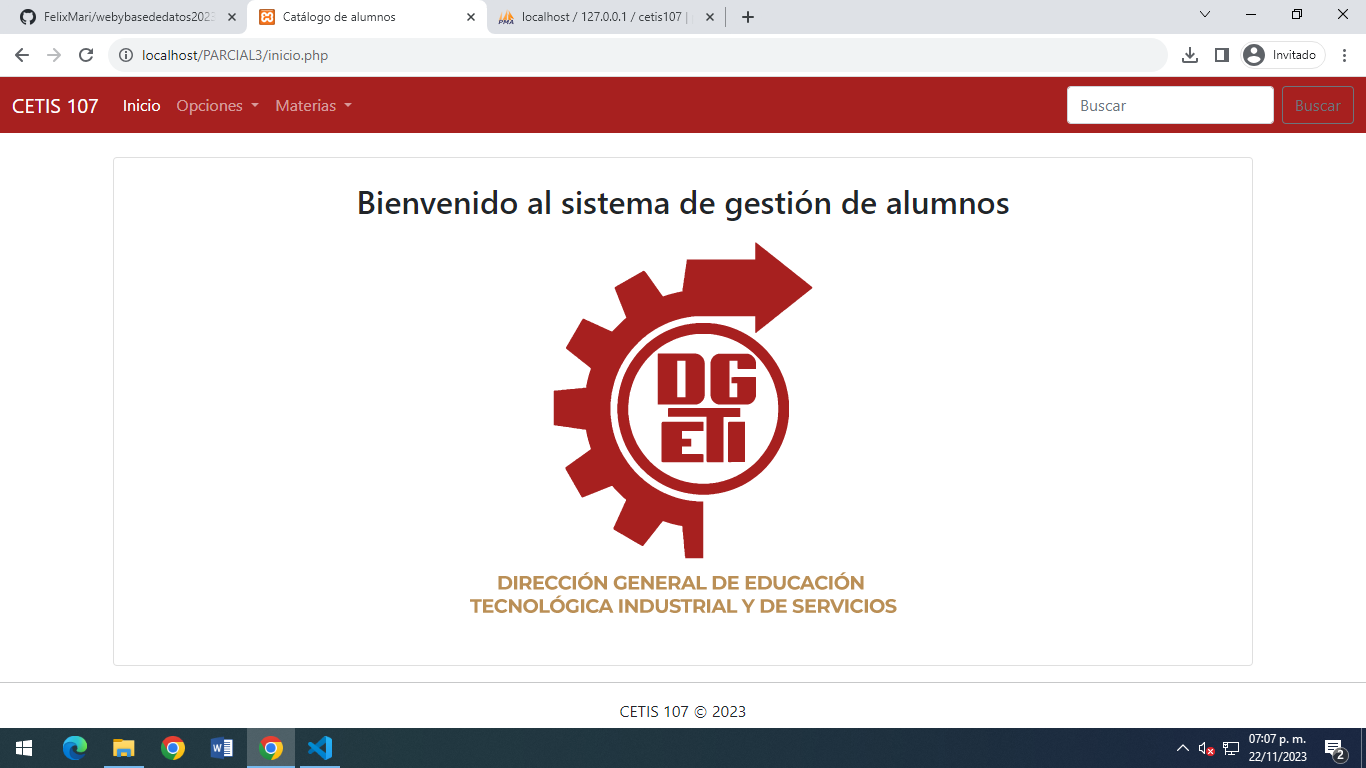 FelixMari/webybasededatos2023
Catálogo de alumnos
PMA
localhost / 127.0.0.1 / cetis107 |
localhost/PARCIAL3/inicio.php
Invitado
CETIS 107 Inicio Opciones Materias Buscar Buscar
Bienvenido al sistema de gestión de alumnos
DG
ETI
DIRECCIÓN GENERAL DE EDUCACIÓN
TECNOLÓGICA INDUSTRIAL Y DE SERVICIOS
CETIS 107 © 2023
07:07 p. m.
22/11/2023
2